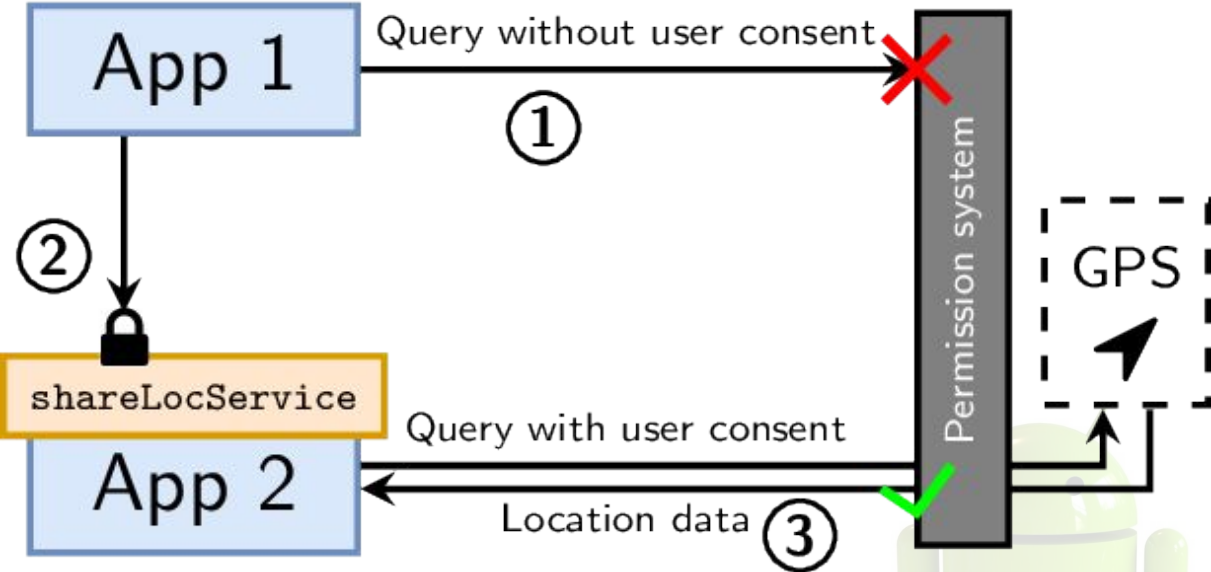 App 1
Query without user consent
1
2
Permission system
GPS
shareLocService
Query with user consent
App 2
Location data
3